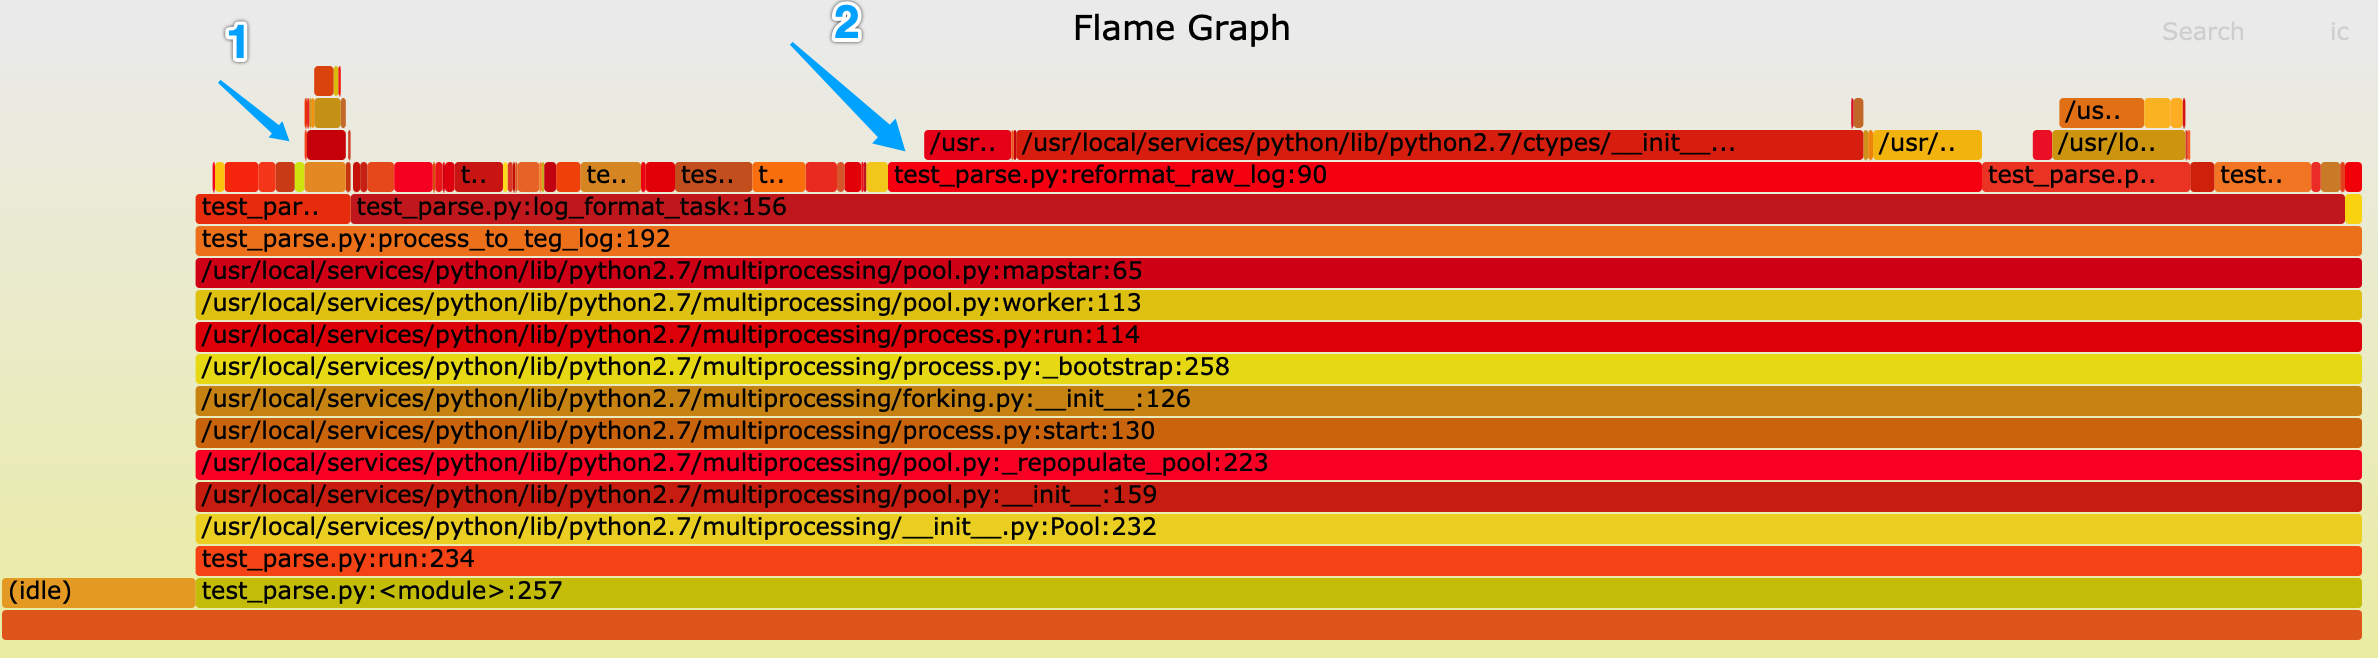 1
2
Flame Graph
Search
ic
/us..
/usr..
/usr/local/services/python/lib/python2.7/ctypes/__init__...
/usr/..
/usr/lo..
t..
te..
tes..
t..
test_parse.py:reformat_raw_log:90
test_parse.p..
test..
test_par..
test_parse.py:log_format_task:156
test_parse.py:process_to_teg_log:192
/usr/local/services/python/lib/python2.7/multiprocessing/pool.py:mapstar:65
/usr/local/services/python/lib/python2.7/multiprocessing/pool.py:worker:113
/usr/local/services/python/lib/python2.7/multiprocessing/process.py:run:114
/usr/local/services/python/lib/python2.7/multiprocessing/process.py:_bootstrap:258
/usr/local/services/python/lib/python2.7/multiprocessing/forking.py:__init__:126
/usr/local/services/python/lib/python2.7/multiprocessing/process.py:start:130
/usr/local/services/python/lib/python2.7/multiprocessing/pool.py:_repopulate_pool:223
/usr/local/services/python/lib/python2.7/multiprocessing/pool.py:__init__:159
/usr/local/services/python/lib/python2.7/multiprocessing/__init__.py:Pool:232
test_parse.py:run:234
(idle)
test_parse.py:<module>:257